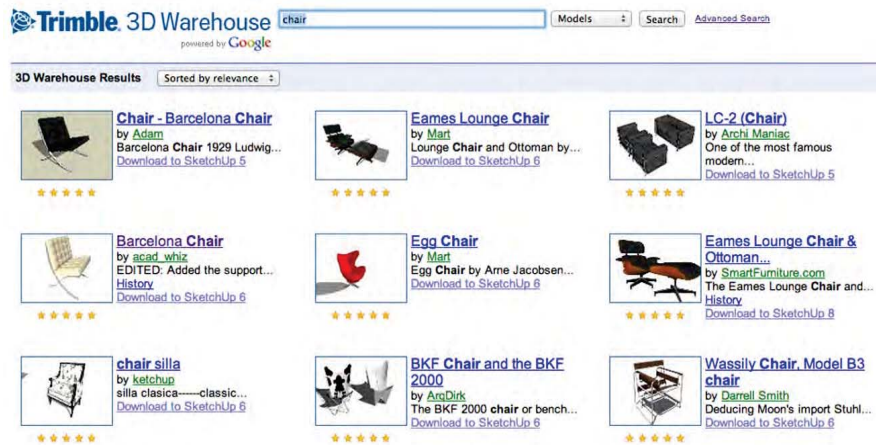 Trimble. 3D Warehouse
powered by Google
chair
Models
Search
Advanced Search
3D Warehouse Results
Sorted by relevance
Chair - Barcelona Chair
by Adam
Barcelona Chair 1929 Ludwig...
Download to SketchUp 5
Eames Lounge Chair
by Mart
Lounge Chair and Ottoman by...
Download to SketchUp 6
LC-2 (Chair)
by Archi Maniac
One of the most famous
modern...
Download to SketchUp 5
Barcelona Chair
by acad_whiz
EDITED: Added the support...
History
Download to SketchUp 6
Egg Chair
by Mart
Egg Chair by Arne Jacobsen...
Download to SketchUp 6
Eames Lounge Chair &
Ottoman...
by SmartFurniture.com
The Eames Lounge Chair and...
History
Download to SketchUp 8
chair silla
by ketchup
silla clasica------classic...
Download to SketchUp 6
BKF Chair and the BKF
2000
by ArqDirk
The BKF 2000 chair or bench...
Download to SketchUp 6
Wassily Chair, Model B3
chair
by Darrell Smith
Deducing Moon's import Stuhl...
Download to SketchUp 6